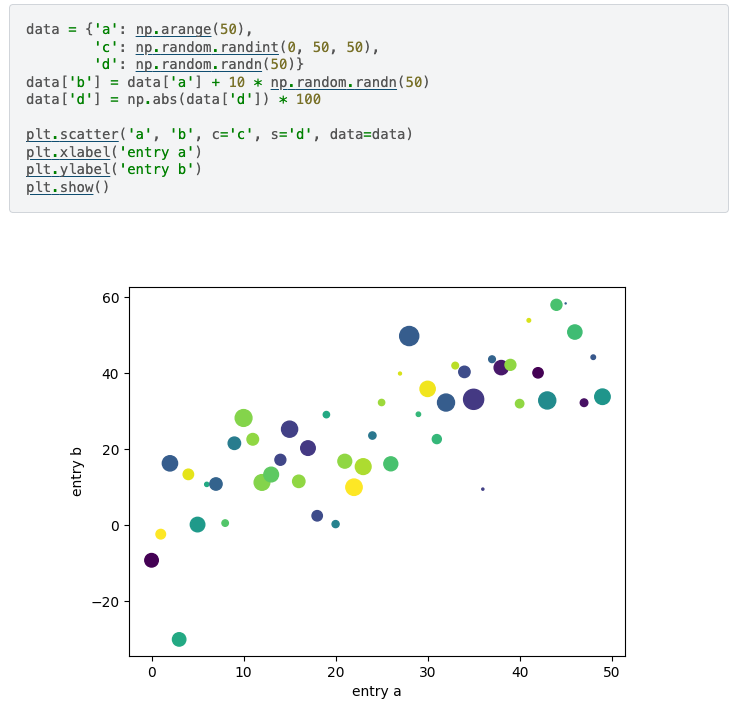 data = {'a': np.arange(50),
        'c': np.random.randint(0, 50, 50),
        'd': np.random.randn(50)}
data['b'] = data['a'] + 10 * np.random.randn(50)
data['d'] = np.abs(data['d']) * 100

plt.scatter('a', 'b', c='c', s='d', data=data)
plt.xlabel('entry a')
plt.ylabel('entry b')
plt.show()
60
40
20
0
−20
entry b
0 10 20 30 40 50
entry a